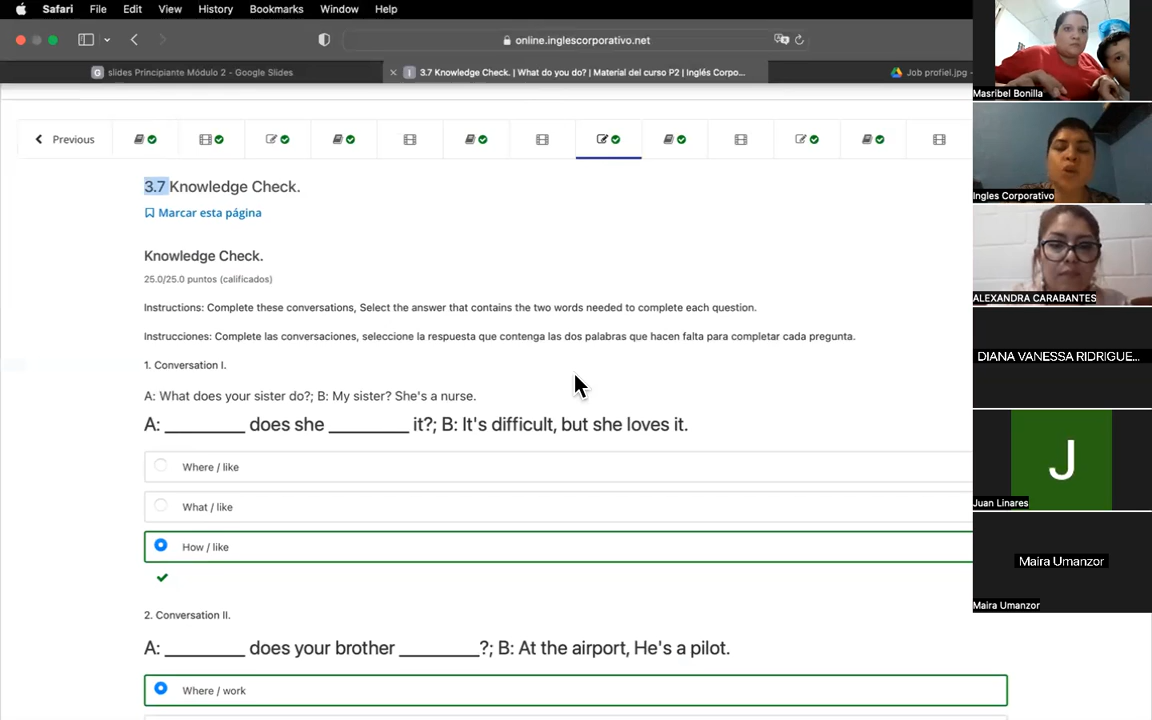 Safari File Edit View History Bookmarks Window Help
online.inglescorporativo.net
slides Principiante Módulo 2 - Google Slides
3.7 Knowledge Check. | What do you do? | Material del curso P2 | Inglés Corpo...
Job profiel.jpg -
Previous
3.7 Knowledge Check.
Marcar esta página
Knowledge Check.
25.0/25.0 puntos (calificados)
Instructions: Complete these conversations, Select the answer that contains the two words needed to complete each question.
Instrucciones: Complete las conversaciones, seleccione la respuesta que contenga las dos palabras que hacen falta para completar cada pregunta.
1. Conversation I.
A: What does your sister do?; B: My sister? She's a nurse.
A: _________ does she _________ it?; B: It's difficult, but she loves it.
Where / like
What / like
How / like
2. Conversation II.
A: _________ does your brother _________?; B: At the airport, He's a pilot.
Where / work
Masribel Bonilla
Ingles Corporativo
ALEXANDRA CARABANTES
DIANA VANESSA RIDRIGUE...
J
Juan Linares
Maira Umanzor
Maira Umanzor